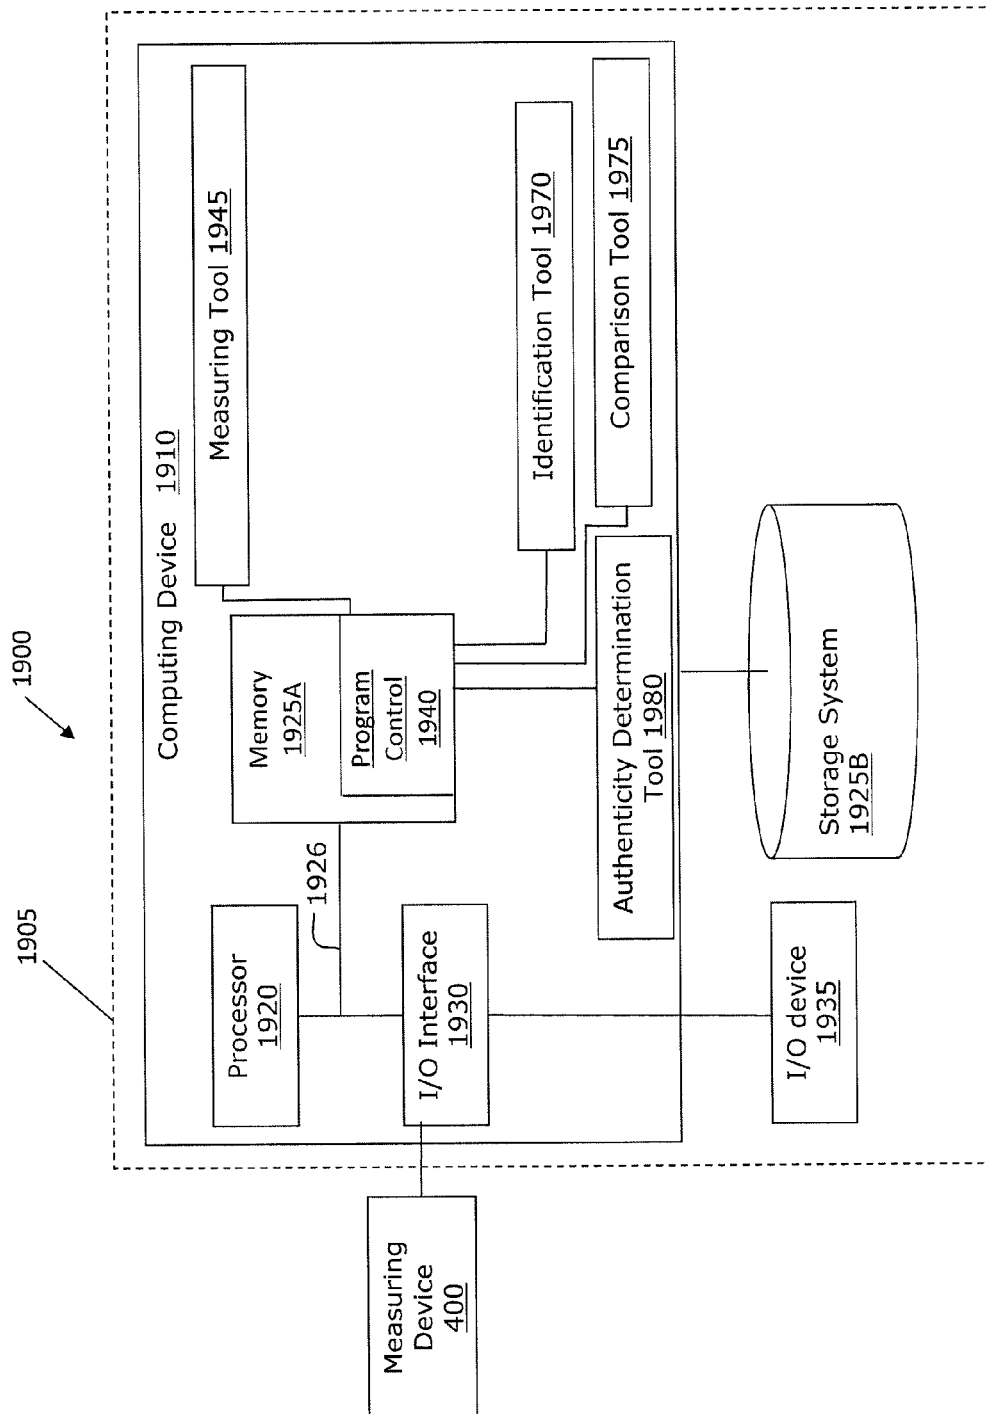 1900
1905
Computing Device 1910
Measuring Tool 1945
Processor
1920
Memory
1925A
Program
Control
1940
1926
Identification Tool 1970
Measuring
Device
400
I/O Interface
1930
Authenticity Determination
Tool 1980
Comparison Tool 1975
I/O device
1935
Storage System
1925B